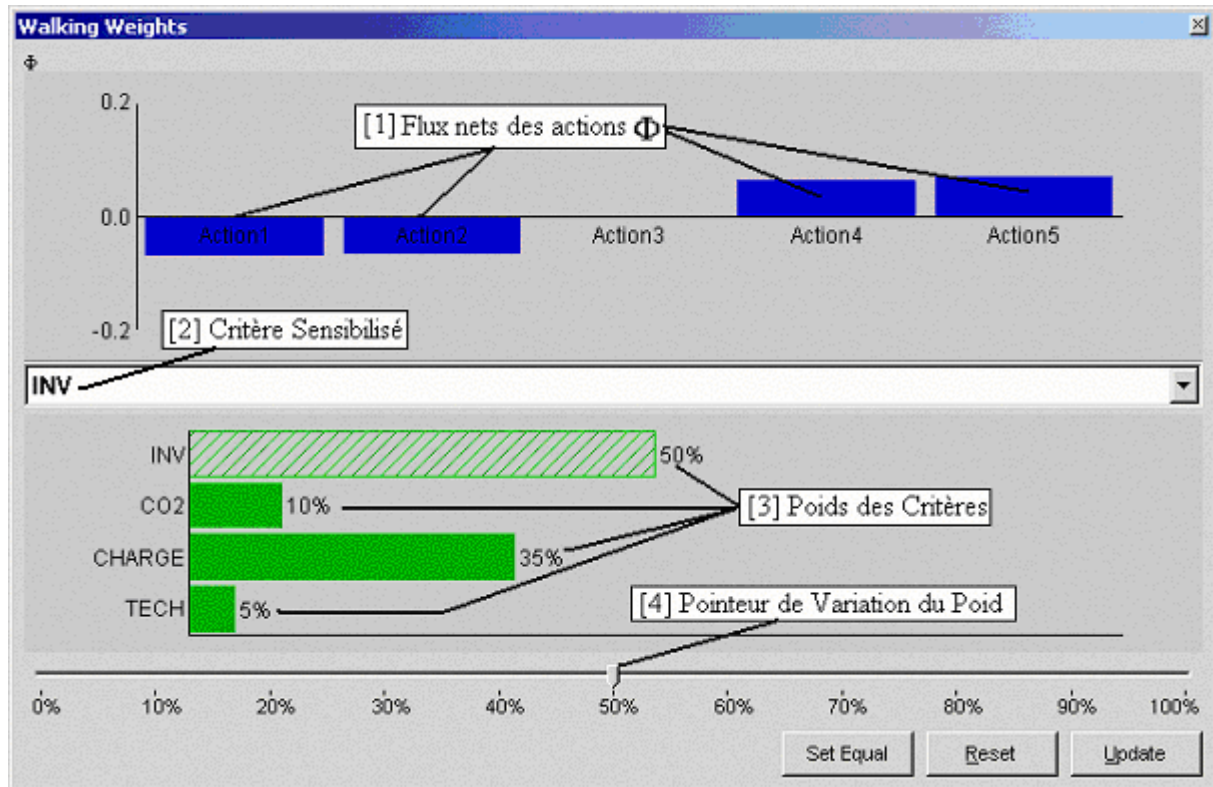 Walking Weights
Φ
0.2
[1] Flux nets des actions Φ
0.0
Action1
Action2
Action3
Action4
Action5
-0.2
[2] Critère Sensibilisé
INV
INV
50%
CO2
10%
[3] Poids des Critères
CHARGE
35%
TECH
5%
[4] Pointeur de Variation du Poid
0%
10%
20%
30%
40%
50%
60%
70%
80%
90%
100%
Set Equal
Reset
Update